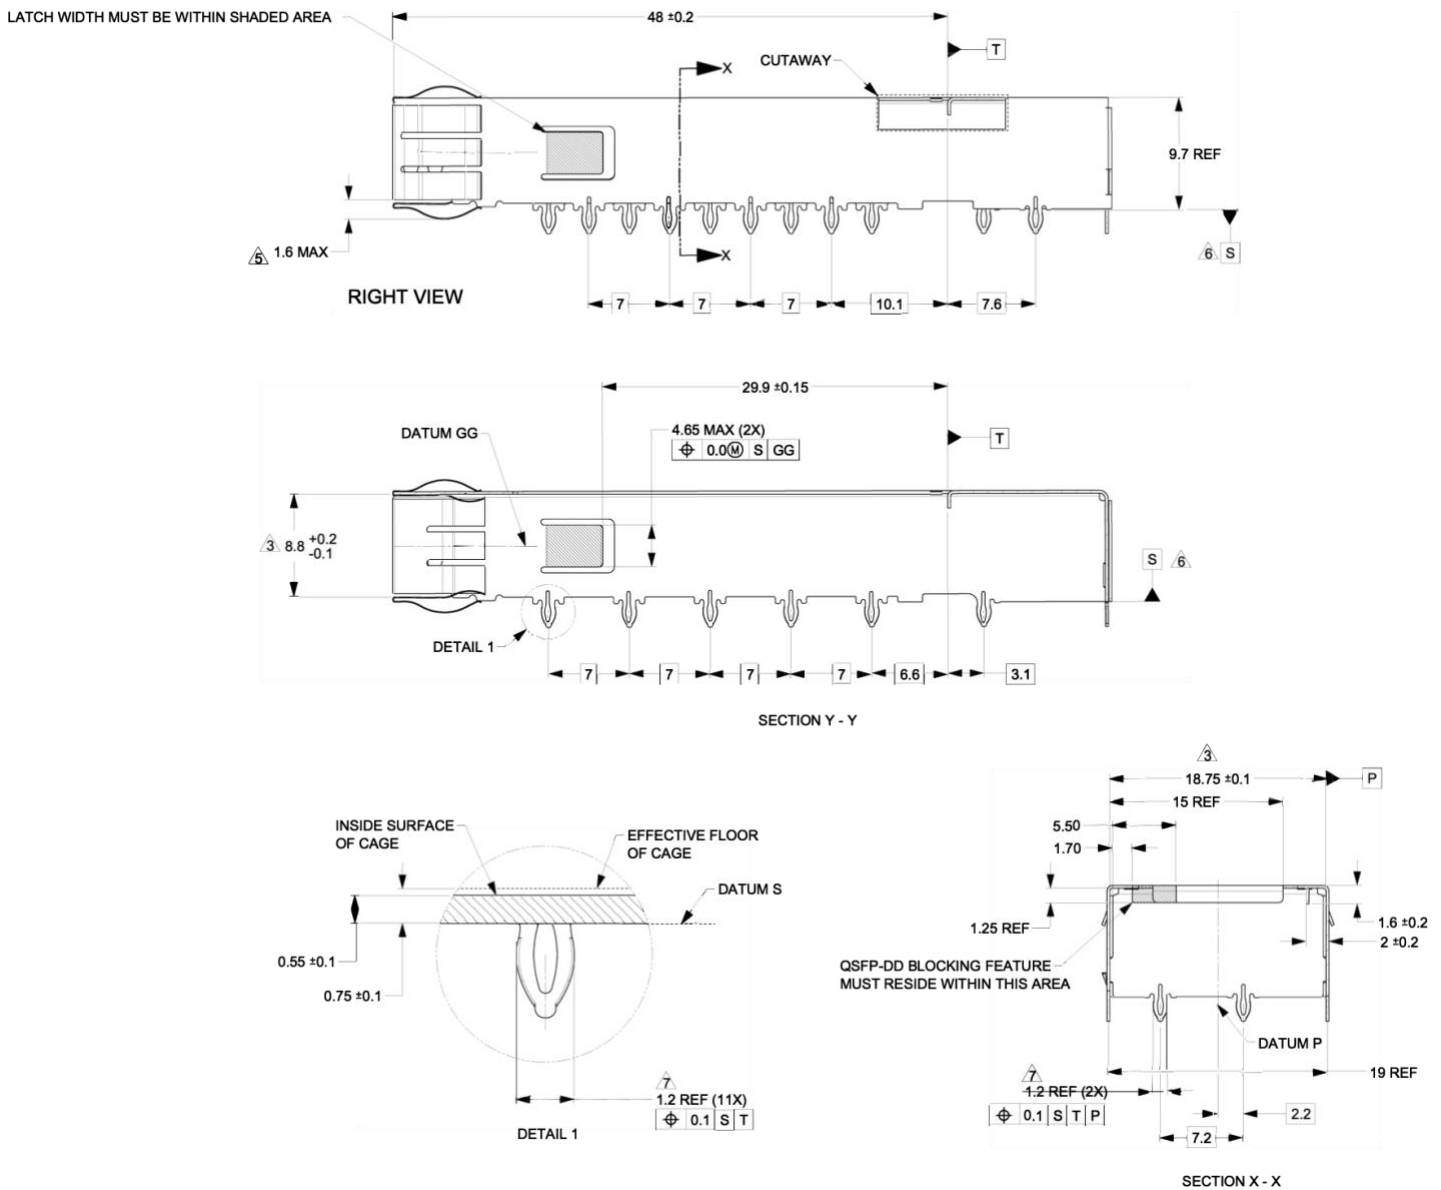 LATCH WIDTH MUST BE WITHIN SHADED AREA
48 ±0.2
T
CUTAWAY
X
9.7 REF
5 1.6 MAX
X
6 S
RIGHT VIEW
7 7 7 10.1 7.6
29.9 ±0.15
DATUM GG
4.65 MAX (2X)
⌖ 0.0Ⓜ S GG
T
3 8.8 +0.2
-0.1
S 6
DETAIL 1
7 7 7 7 6.6 3.1
SECTION Y - Y
3
18.75 ±0.1 P
15 REF
5.50
1.70
INSIDE SURFACE
OF CAGE
EFFECTIVE FLOOR
OF CAGE
DATUM S
0.55 ±0.1
0.75 ±0.1
1.25 REF
1.6 ±0.2
2 ±0.2
QSFP-DD BLOCKING FEATURE
MUST RESIDE WITHIN THIS AREA
DATUM P
19 REF
7
1.2 REF (11X)
⌖ 0.1 S T
DETAIL 1
7
1.2 REF (2X)
⌖ 0.1 S T P
2.2
7.2
SECTION X - X